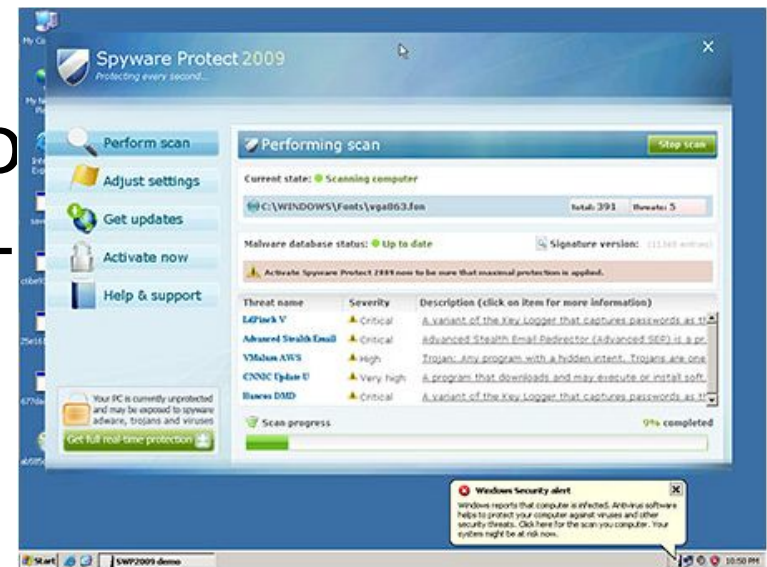 My Co
Spyware Protect 2009
Protecting every second...
Perform scan
Adjust settings
Get updates
Activate now
Help & support
Your PC is currently unprotected
and may be exposed to spyware
adware, trojans and viruses
Get full real-time protection
Performing scan
Stop scan
Current state: Scanning computer
C:\WINDOWS\Fonts\vga863.fon
Total: 391 Threats: 5
Malware database status: Up to date
Signature version:
Activate Spyware Protect 2009 now to be sure that maximal protection is applied.
Threat name Severity Description (click on item for more information)
LdPinch V Critical A variant of the Key Logger that captures passwords as th
Advanced Stealth Email Critical Advanced Stealth Email Redirector (Advanced SER) is a pr
High Trojan: Any program with a hidden intent. Trojans are one
CNNIC Update U Very high A program that downloads and may execute or install soft
Critical A variant of the Key Logger that captures passwords as th
Scan progress 9% completed
Windows Security alert
Windows reports that computer is infected. Antivirus software
helps to protect your computer against viruses and other
security threats. Click here for the scan you computer. Your
system might be at risk now.
Start SWP2009 demo 10:50 PM